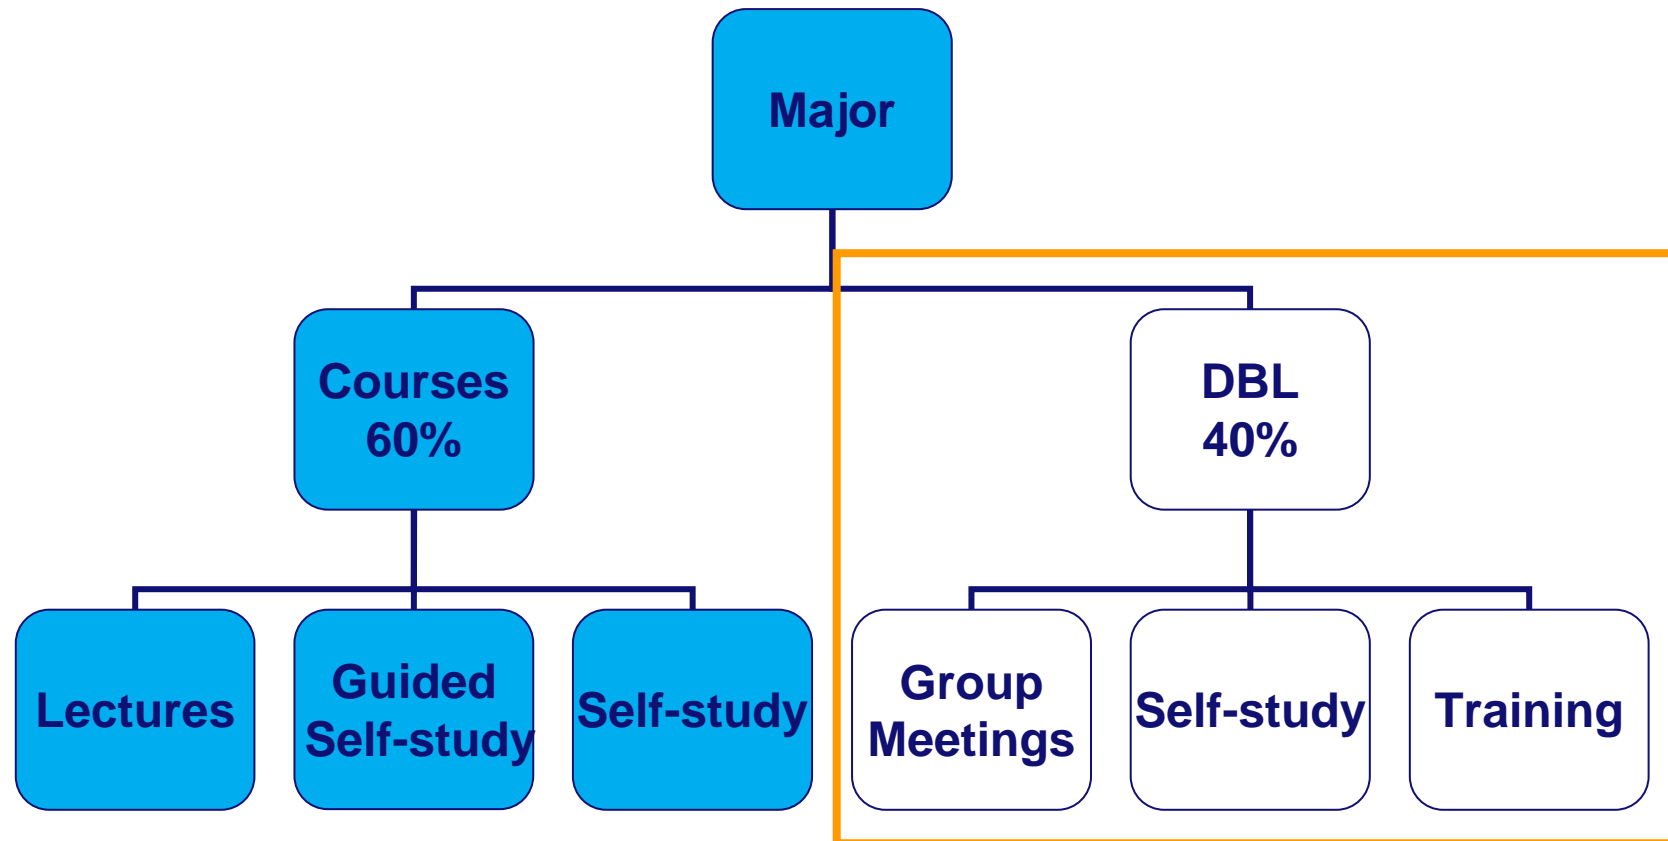 Major
Courses
60%
DBL
40%
Lectures
Guided
Self-study
Self-study
Group
Meetings
Self-study
Training